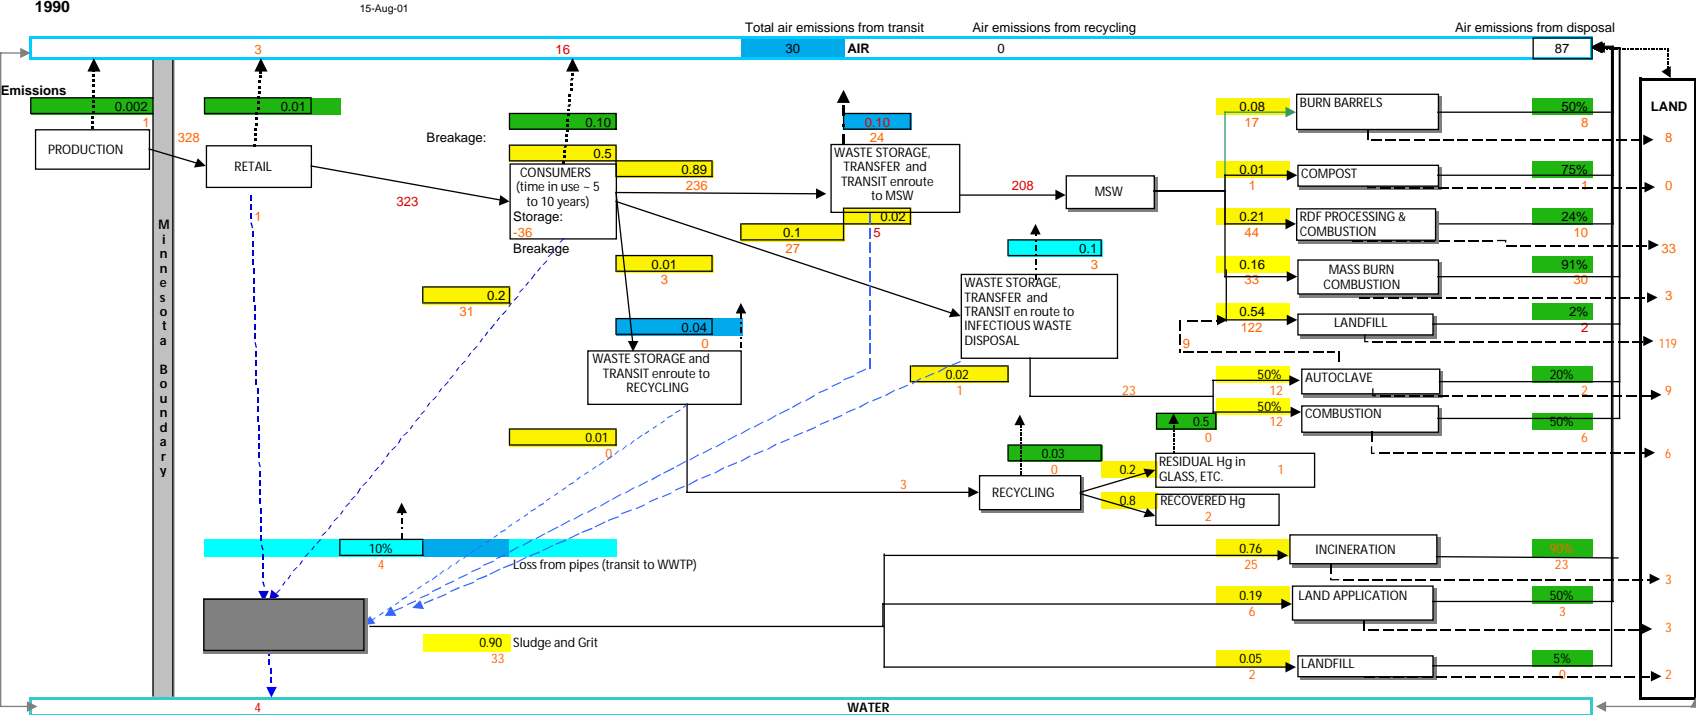 1990
15-Aug-01
Total air emissions from transit
Air emissions from recycling
Air emissions from disposal
3
16
30
AIR
0
87
Emissions
0.002
1
PRODUCTION
328
0.01
RETAIL
1
323
Breakage:
0.10
0.5
CONSUMERS
(time in use ~ 5
to 10 years)
Storage:
-36
Breakage
0.89
236
0.10
24
WASTE STORAGE,
TRANSFER and
TRANSIT enroute
to MSW
0.02
5
0.1
27
208
MSW
0.01
3
0.2
31
0.04
0
WASTE STORAGE and
TRANSIT enroute to
RECYCLING
0.1
3
WASTE STORAGE,
TRANSFER and
TRANSIT en route to
INFECTIOUS WASTE
DISPOSAL
0.02
1
23
0.01
0
3
0.03
0
RECYCLING
0.5
0
0.2
RESIDUAL Hg in
GLASS, ETC.
1
0.8
RECOVERED Hg
2
0.08
17
BURN BARRELS
50%
8
LAND
8
0.01
1
COMPOST
75%
1
0
0.21
44
RDF PROCESSING &
COMBUSTION
24%
10
33
0.16
33
MASS BURN
COMBUSTION
91%
30
3
0.54
122
LANDFILL
2%
2
119
9
50%
12
AUTOCLAVE
20%
2
9
50%
12
COMBUSTION
50%
6
6
Minnesota Boundary
10%
4
Loss from pipes (transit to WWTP)
0.90
33
Sludge and Grit
0.76
25
INCINERATION
90%
23
3
0.19
6
LAND APPLICATION
50%
3
3
0.05
2
LANDFILL
5%
0
2
4
WATER